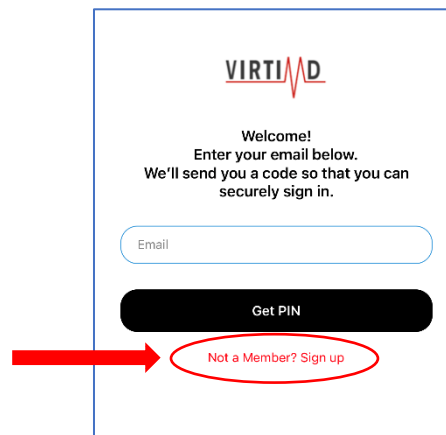 VIRTIMD
Welcome!
Enter your email below.
We'll send you a code so that you can
securely sign in.
Email
Get PIN
Not a Member? Sign up